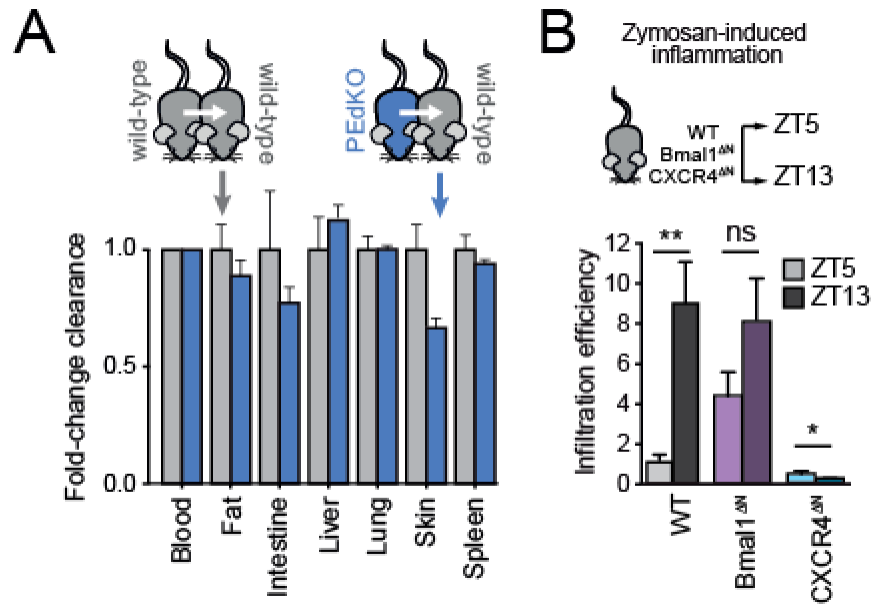 A
wild-type
wild-type
PEdKO
wild-type
Fold-change clearance
1.0
0.5
0.0
Blood
Fat
Intestine
Liver
Lung
Skin
Spleen
B
Zymosan-induced
inflammation
WT
Bmal1ΔN
CXCR4ΔN
ZT5
ZT13
Infiltration efficiency
12
10
8
6
4
2
0
**
ns
*
ZT5
ZT13
WT
Bmal1ΔN
CXCR4ΔN